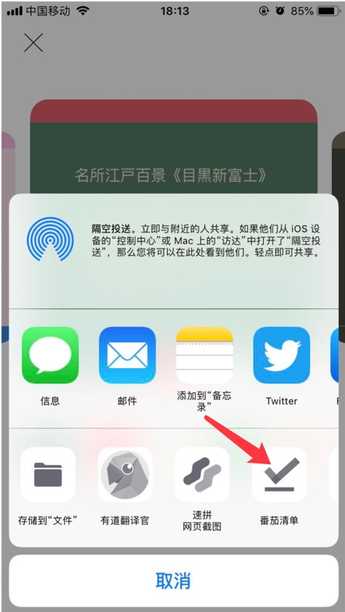 中国移动 18:13 85%
名所江戸百景《目黒新富士》
隔空投送。立即与附近的人共享。如果他们从 iOS 设
备的“控制中心”或 Mac 上的“访达”中打开了“隔空投
送”，那么您将可以在此处看到他们。轻点即可共享。
信息
邮件
添加到“备忘
录”
Twitter
存储到“文件”
有道翻译官
速拼
网页截图
番茄清单
取消